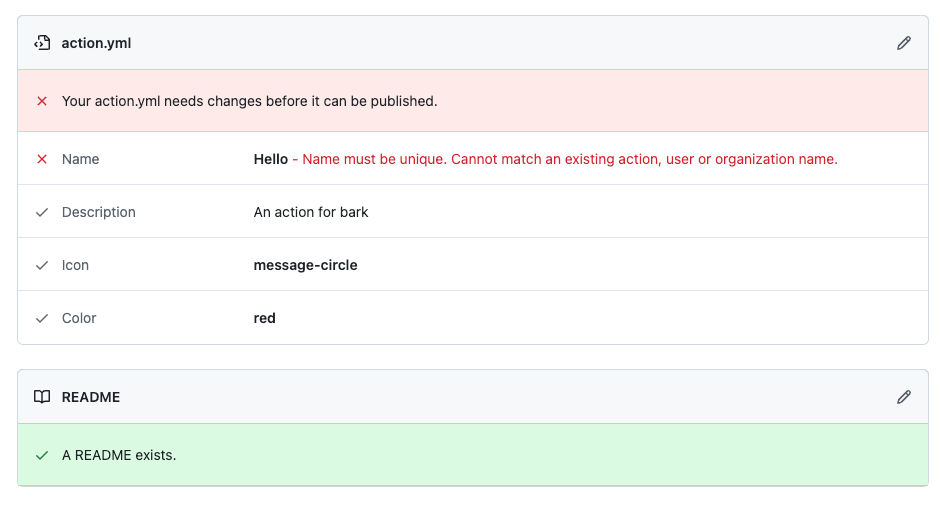 action.yml
Your action.yml needs changes before it can be published.
Name Hello - Name must be unique. Cannot match an existing action, user or organization name.
Description An action for bark
Icon message-circle
Color red
README
A README exists.